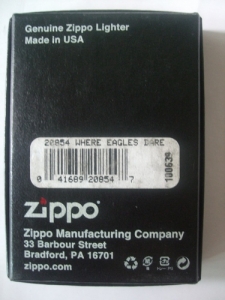 Genuine Zippo Lighter
Made in USA
20854 WHERE EAGLES DARE
0 41689 20854 7
100634
zippo
Zippo Manufacturing Company
33 Barbour Street
Bradford, PA 16701
zippo.com